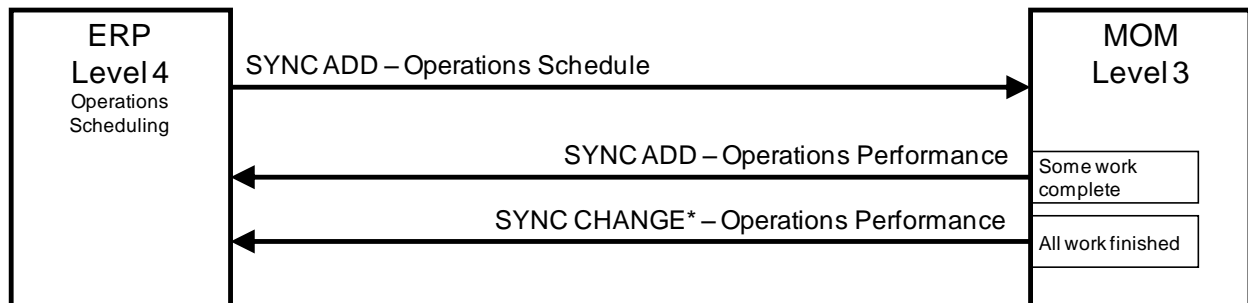 ERP
Level 4
Operations
Scheduling
SYNC ADD – Operations Schedule
MOM
Level 3
SYNC ADD – Operations Performance
Some work
complete
SYNC CHANGE* – Operations Performance
All work finished